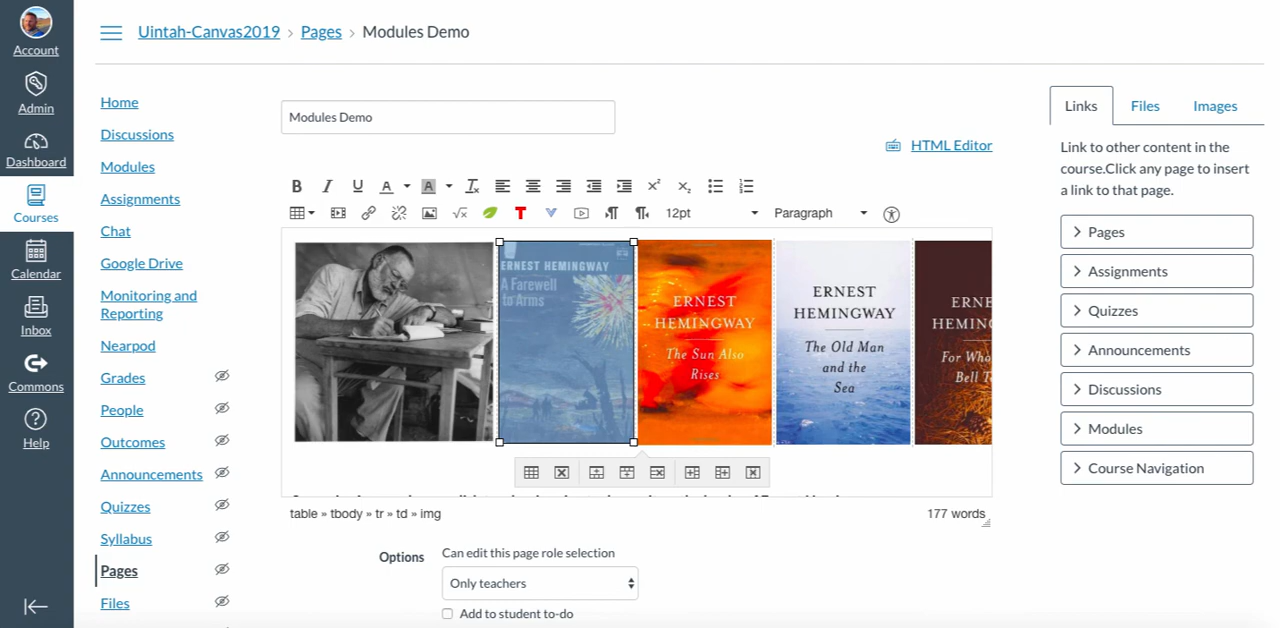 Account
Admin
Dashboard
Courses
Calendar
Inbox
Commons
Help
Uintah-Canvas2019 > Pages > Modules Demo
Home
Discussions
Modules
Assignments
Chat
Google Drive
Monitoring and
Reporting
Nearpod
Grades
People
Outcomes
Announcements
Quizzes
Syllabus
Pages
Files
Modules Demo
HTML Editor
B I U A A
12pt Paragraph
ERNEST HEMINGWAY
A Farewell
to Arms
ERNEST
HEMINGWAY
The Sun Also
Rises
ERNEST
HEMINGWAY
The Old Man
and the
Sea
ERNE
HEMIN
For Who
Bell T
table » tbody » tr » td » img
177 words
Options
Can edit this page role selection
Only teachers
Add to student to-do
Links Files Images
Link to other content in the
course.Click any page to insert
a link to that page.
Pages
Assignments
Quizzes
Announcements
Discussions
Modules
Course Navigation